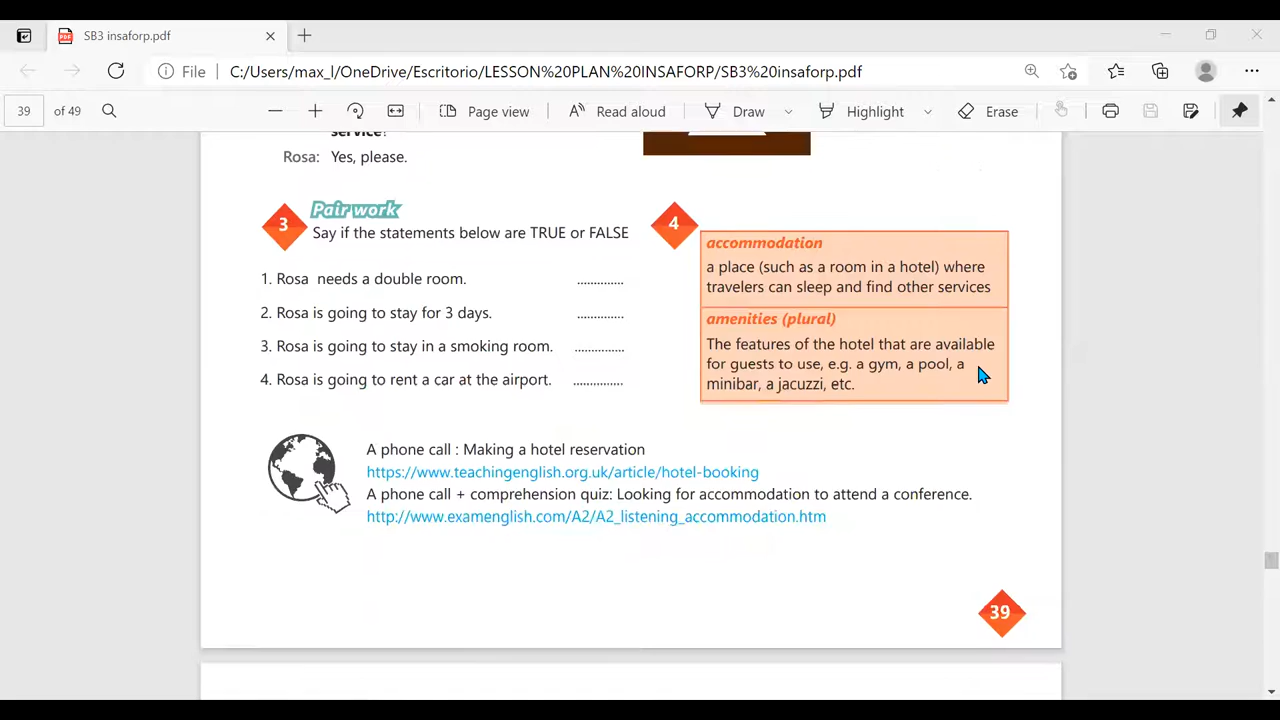 SB3 insaforp.pdf
File
C:/Users/max_l/OneDrive/Escritorio/LESSON%20PLAN%20INSAFORP/SB3%20insaforp.pdf
39 of 49
Page view
Read aloud
Draw
Highlight
Erase
service?
Rosa: Yes, please.
3
Pair work
Say if the statements below are TRUE or FALSE
1. Rosa needs a double room. ..............
2. Rosa is going to stay for 3 days. ..............
3. Rosa is going to stay in a smoking room. ...............
4. Rosa is going to rent a car at the airport. ...............
4
accommodation
a place (such as a room in a hotel) where
travelers can sleep and find other services
amenities (plural)
The features of the hotel that are available
for guests to use, e.g. a gym, a pool, a
minibar, a jacuzzi, etc.
A phone call : Making a hotel reservation
https://www.teachingenglish.org.uk/article/hotel-booking
A phone call + comprehension quiz: Looking for accommodation to attend a conference.
http://www.examenglish.com/A2/A2_listening_accommodation.htm
39